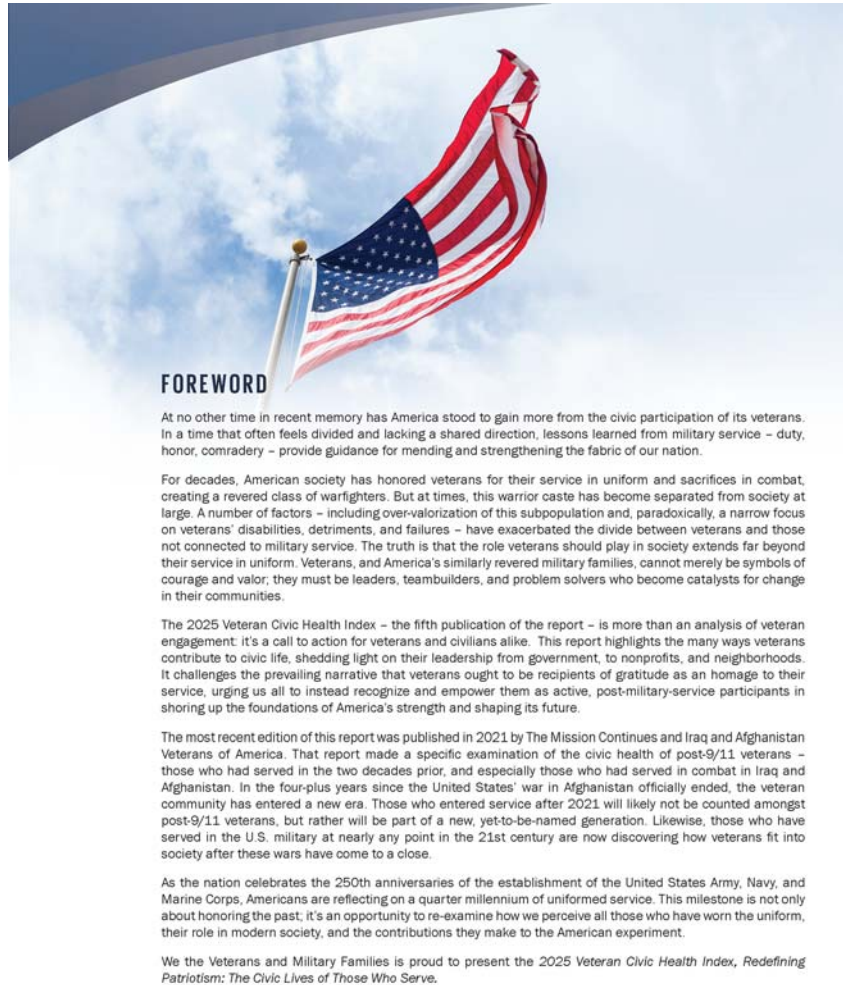 FOREWORD
At no other time in recent memory has America stood to gain more from the civic participation of its veterans.
In a time that often feels divided and lacking a shared direction, lessons learned from military service – duty,
honor, comradery – provide guidance for mending and strengthening the fabric of our nation.
For decades, American society has honored veterans for their service in uniform and sacrifices in combat,
creating a revered class of warfighters. But at times, this warrior caste has become separated from society at
large. A number of factors – including over-valorization of this subpopulation and, paradoxically, a narrow focus
on veterans' disabilities, detriments, and failures – have exacerbated the divide between veterans and those
not connected to military service. The truth is that the role veterans should play in society extends far beyond
their service in uniform. Veterans, and America's similarly revered military families, cannot merely be symbols of
courage and valor; they must be leaders, teambuilders, and problem solvers who become catalysts for change
in their communities.
The 2025 Veteran Civic Health Index – the fifth publication of the report – is more than an analysis of veteran
engagement: it's a call to action for veterans and civilians alike. This report highlights the many ways veterans
contribute to civic life, shedding light on their leadership from government, to nonprofits, and neighborhoods.
It challenges the prevailing narrative that veterans ought to be recipients of gratitude as an homage to their
service, urging us all to instead recognize and empower them as active, post-military-service participants in
shoring up the foundations of America's strength and shaping its future.
The most recent edition of this report was published in 2021 by The Mission Continues and Iraq and Afghanistan
Veterans of America. That report made a specific examination of the civic health of post-9/11 veterans –
those who had served in the two decades prior, and especially those who had served in combat in Iraq and
Afghanistan. In the four-plus years since the United States' war in Afghanistan officially ended, the veteran
community has entered a new era. Those who entered service after 2021 will likely not be counted amongst
post-9/11 veterans, but rather will be part of a new, yet-to-be-named generation. Likewise, those who have
served in the U.S. military at nearly any point in the 21st century are now discovering how veterans fit into
society after these wars have come to a close.
As the nation celebrates the 250th anniversaries of the establishment of the United States Army, Navy, and
Marine Corps, Americans are reflecting on a quarter millennium of uniformed service. This milestone is not only
about honoring the past; it's an opportunity to re-examine how we perceive all those who have worn the uniform,
their role in modern society, and the contributions they make to the American experiment.
We the Veterans and Military Families is proud to present the 2025 Veteran Civic Health Index, Redefining
Patriotism: The Civic Lives of Those Who Serve.